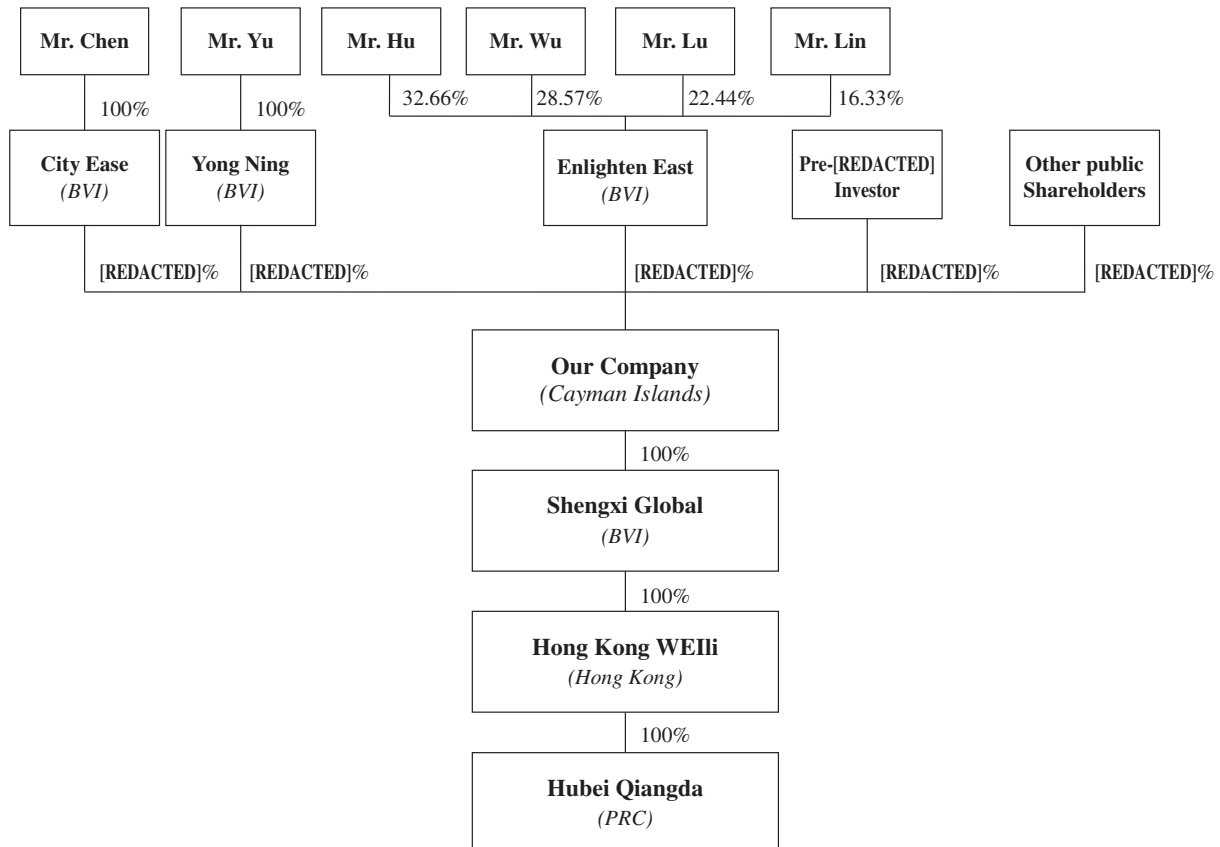 Mr. Chen
Mr. Yu
Mr. Hu
Mr. Wu
Mr. Lu
Mr. Lin
100%
100%
32.66%
28.57%
22.44%
16.33%
City Ease
(BVI)
Yong Ning
(BVI)
Enlighten East
(BVI)
Pre-[REDACTED]
Investor
Other public
Shareholders
[REDACTED]%
[REDACTED]%
[REDACTED]%
[REDACTED]%
[REDACTED]%
Our Company
(Cayman Islands)
100%
Shengxi Global
(BVI)
100%
Hong Kong WEIli
(Hong Kong)
100%
Hubei Qiangda
(PRC)